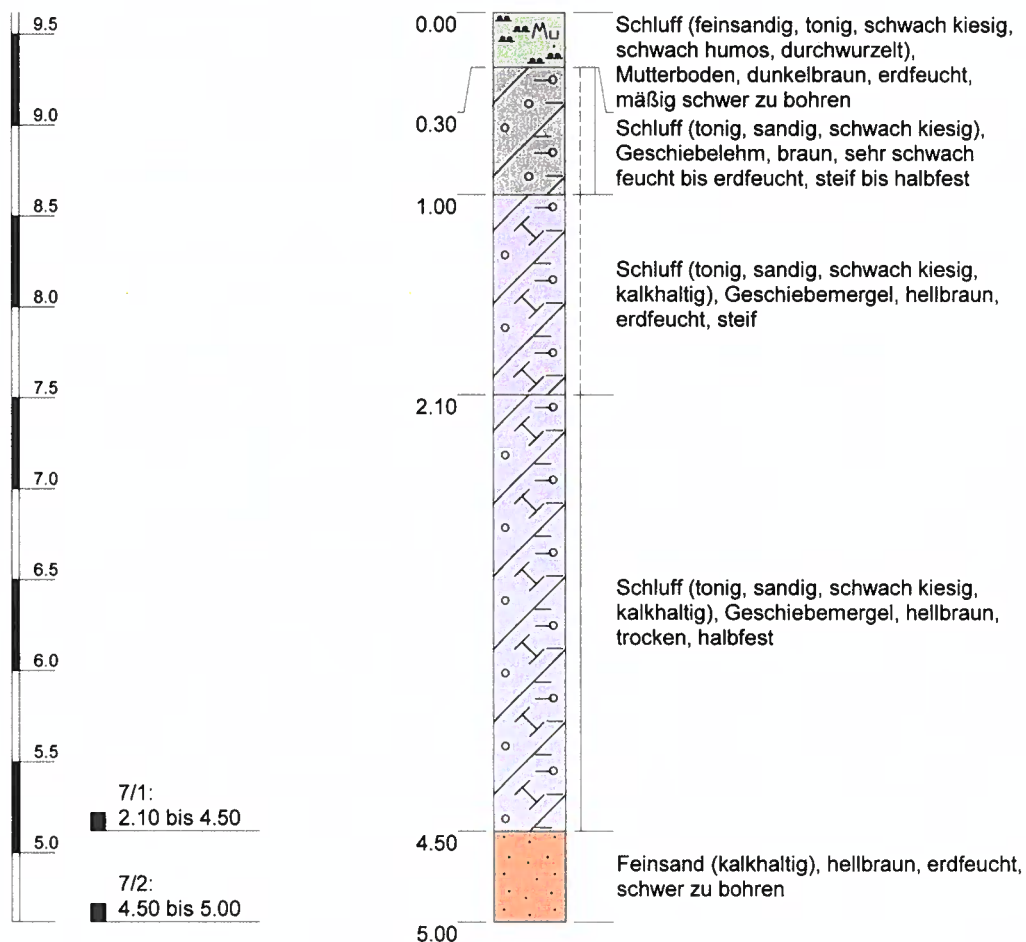 9.5
9.0
8.5
8.0
7.5
7.0
6.5
6.0
5.5
5.0
7/1:
2.10 bis 4.50
7/2:
4.50 bis 5.00
0.00
0.30
1.00
2.10
4.50
5.00
Mu
Schluff (feinsandig, tonig, schwach kiesig,
schwach humos, durchwurzelt),
Mutterboden, dunkelbraun, erdfeucht,
mäßig schwer zu bohren
Schluff (tonig, sandig, schwach kiesig),
Geschiebelehm, braun, sehr schwach
feucht bis erdfeucht, steif bis halbfest
Schluff (tonig, sandig, schwach kiesig,
kalkhaltig), Geschiebemergel, hellbraun,
erdfeucht, steif
Schluff (tonig, sandig, schwach kiesig,
kalkhaltig), Geschiebemergel, hellbraun,
trocken, halbfest
Feinsand (kalkhaltig), hellbraun, erdfeucht,
schwer zu bohren